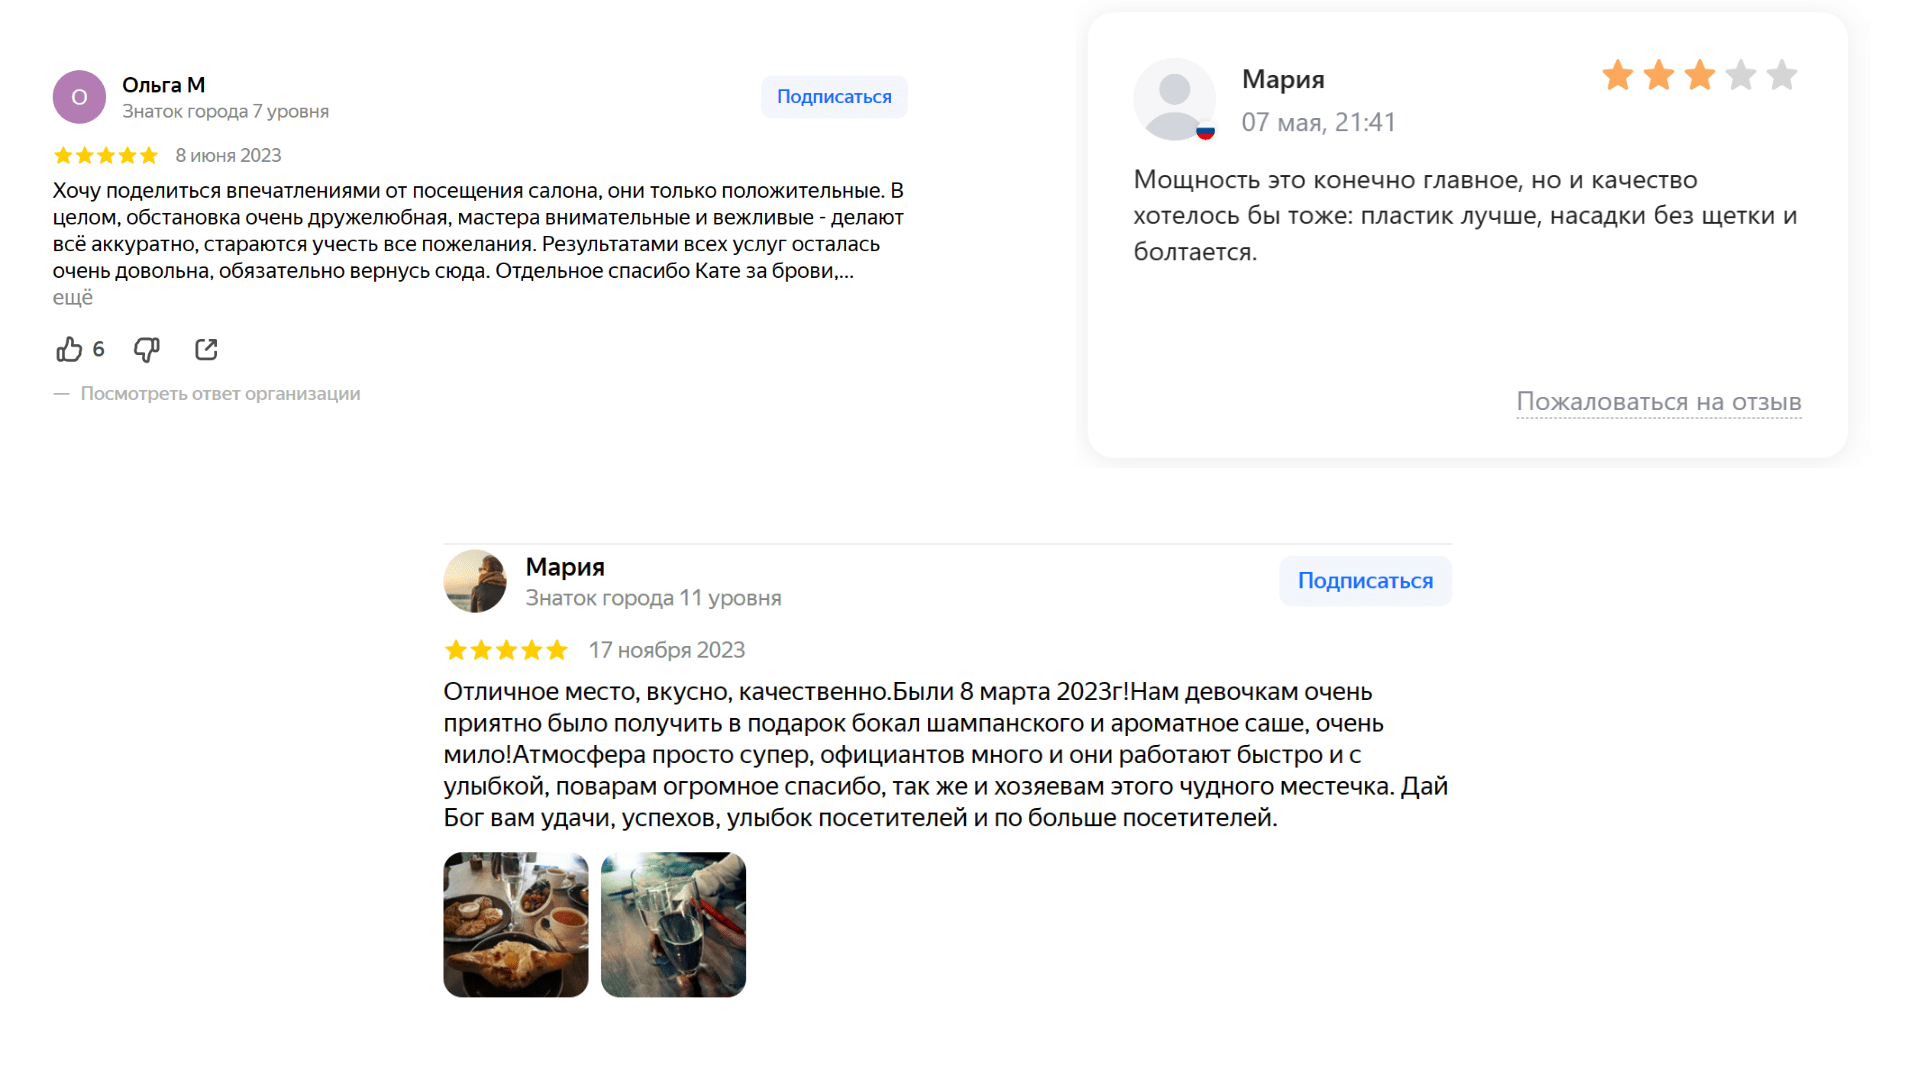 О
Ольга М
Знаток города 7 уровня
Подписаться
8 июня 2023
Хочу поделиться впечатлениями от посещения салона, они только положительные. В
целом, обстановка очень дружелюбная, мастера внимательные и вежливые - делают
всё аккуратно, стараются учесть все пожелания. Результатами всех услуг осталась
очень довольна, обязательно вернусь сюда. Отдельное спасибо Кате за брови,...
ещё
6
— Посмотреть ответ организации
Мария
07 мая, 21:41
Мощность это конечно главное, но и качество
хотелось бы тоже: пластик лучше, насадки без щетки и
болтается.
Пожаловаться на отзыв
Мария
Знаток города 11 уровня
Подписаться
17 ноября 2023
Отличное место, вкусно, качественно.Были 8 марта 2023г!Нам девочкам очень
приятно было получить в подарок бокал шампанского и ароматное саше, очень
мило!Атмосфера просто супер, официантов много и они работают быстро и с
улыбкой, поварам огромное спасибо, так же и хозяевам этого чудного местечка. Дай
Бог вам удачи, успехов, улыбок посетителей и по больше посетителей.